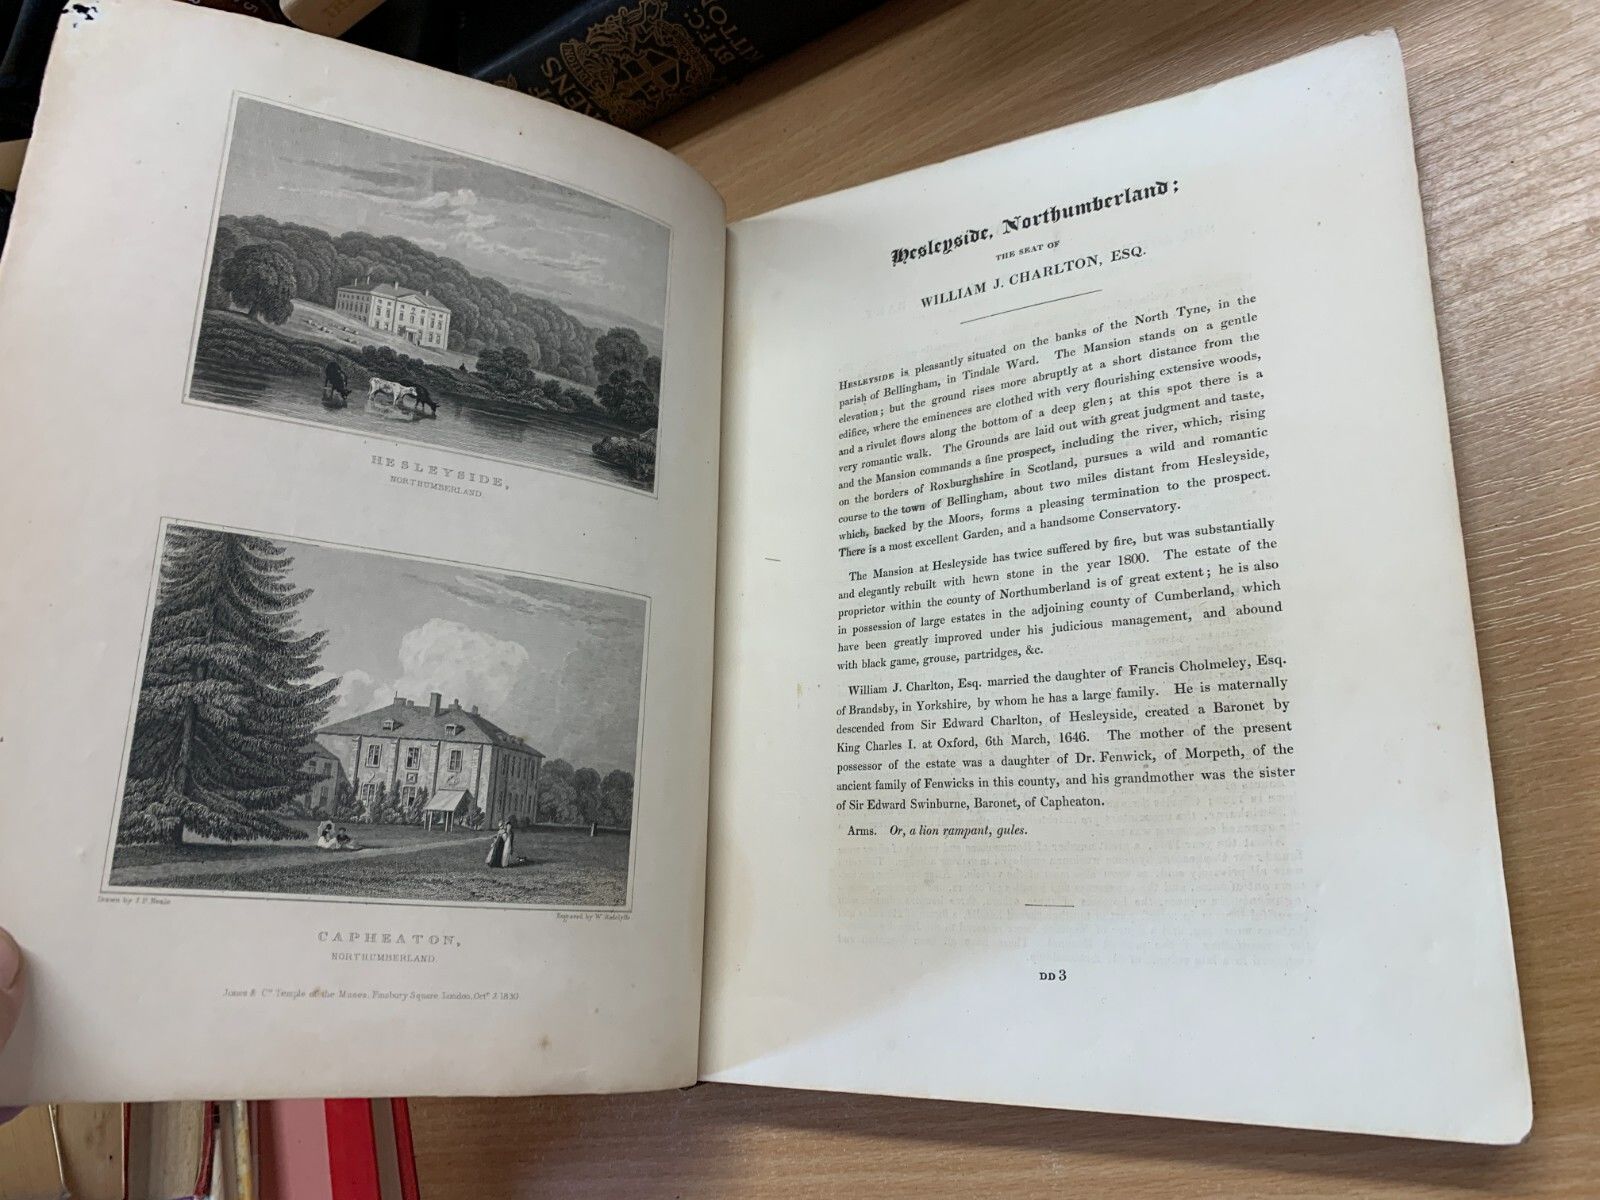 KENS
BY F.C.
KITTON
HESLEYSIDE,
NORTHUMBERLAND.
Drawn by J. P. Neale
Engraved by W. Radclyffe
CAPHEATON,
NORTHUMBERLAND.
Jones & Co. Temple of the Muses, Finsbury Square, London, Octr. 2. 1830.
Hesleyside, Northumberland;
THE SEAT OF
WILLIAM J. CHARLTON, ESQ.
HESLEYSIDE is pleasantly situated on the banks of the North Tyne, in the
parish of Bellingham, in Tindale Ward. The Mansion stands on a gentle
elevation; but the ground rises more abruptly at a short distance from the
edifice, where the eminences are clothed with very flourishing extensive woods,
and a rivulet flows along the bottom of a deep glen; at this spot there is a
very romantic walk. The Grounds are laid out with great judgment and taste,
and the Mansion commands a fine prospect, including the river, which, rising
on the borders of Roxburghshire in Scotland, pursues a wild and romantic
course to the town of Bellingham, about two miles distant from Hesleyside,
which, backed by the Moors, forms a pleasing termination to the prospect.
There is a most excellent Garden, and a handsome Conservatory.
The Mansion at Hesleyside has twice suffered by fire, but was substantially
and elegantly rebuilt with hewn stone in the year 1800. The estate of the
proprietor within the county of Northumberland is of great extent; he is also
in possession of large estates in the adjoining county of Cumberland, which
have been greatly improved under his judicious management, and abound
with black game, grouse, partridges, &c.
William J. Charlton, Esq. married the daughter of Francis Cholmeley, Esq.
of Brandsby, in Yorkshire, by whom he has a large family. He is maternally
descended from Sir Edward Charlton, of Hesleyside, created a Baronet by
King Charles I. at Oxford, 6th March, 1646. The mother of the present
possessor of the estate was a daughter of Dr. Fenwick, of Morpeth, of the
ancient family of Fenwicks in this county, and his grandmother was the sister
of Sir Edward Swinburne, Baronet, of Capheaton.
Arms. Or, a lion rampant, gules.
DD 3